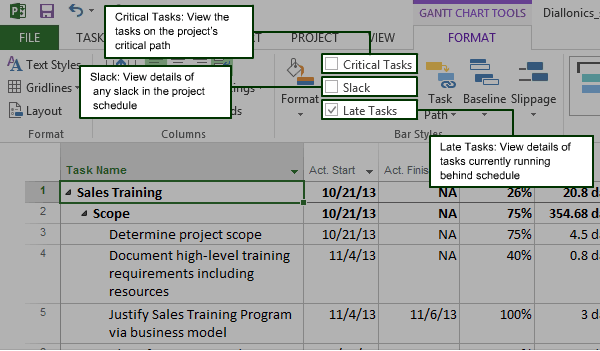 GANTT CHART TOOLS
Diallonics_
Critical Tasks: View the
tasks on the project's
critical path
FILE
TAS
PROJECT
VIEW
FORMAT
Text Styles
Gridlines
Layout
Format
Slack: View details of
any slack in the project
schedule
Columns
Format
Critical Tasks
Slack
Late Tasks
Task
Path
Baseline
Slippage
Bar Styles
Late Tasks: View details of
tasks currently running
behind schedule
Task Name Act. Start Act. Finis
1 Sales Training 10/21/13 NA 26% 20.8 d
2 Scope 10/21/13 NA 75% 354.68 d
3 Determine project scope 10/21/13 NA 75% 4.5 d
4 Document high-level training 11/4/13 NA 40% 0.8 d
requirements including
resources
5 Justify Sales Training Program 11/4/13 11/6/13 100% 3 d
via business model